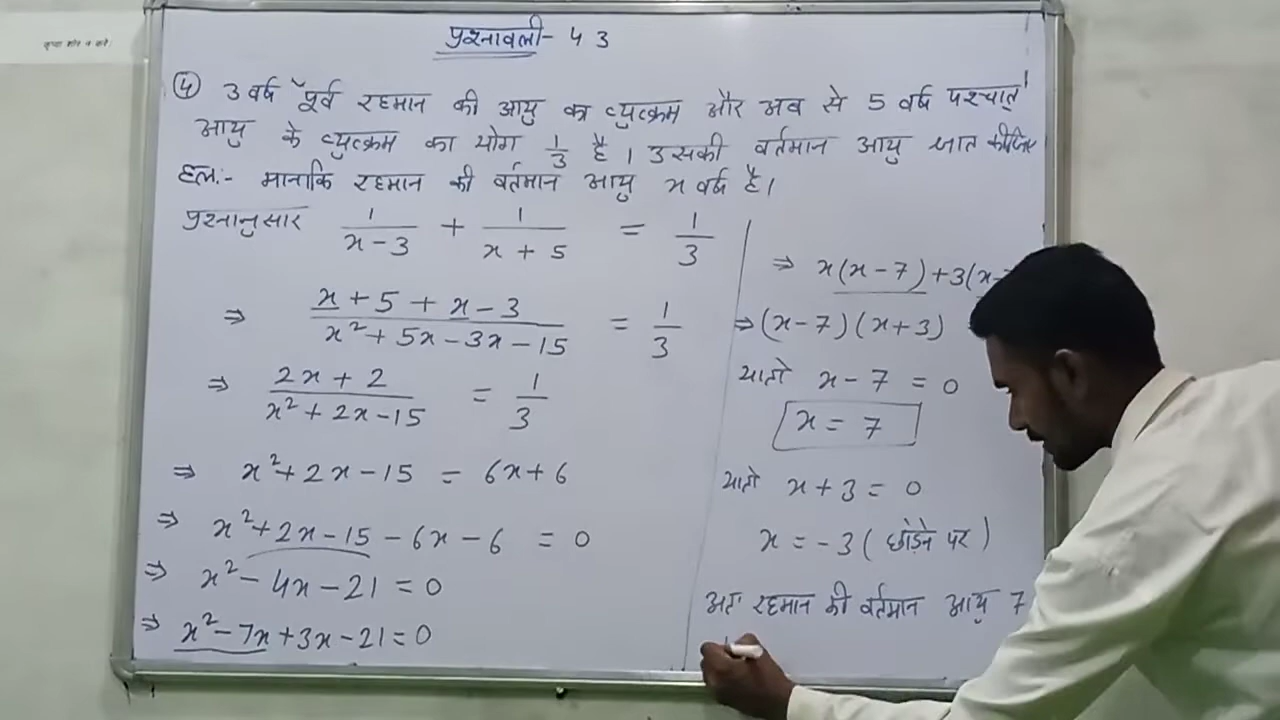 प्रश्नावली- 4 3
④ 3 वर्ष पूर्व रहमान की आयु का व्युत्क्रम और अब से 5 वर्ष पश्चात्
आयु के व्युत्क्रम का योग 1/3 है। उसकी वर्तमान आयु ज्ञात कीजिए
हल:- मानाकि रहमान की वर्तमान आयु x वर्ष है।
प्रश्नानुसार 1/(x-3) + 1/(x+5) = 1/3
⇒ (x+5+x-3)/(x²+5x-3x-15) = 1/3
⇒ (2x+2)/(x²+2x-15) = 1/3
⇒ x²+2x-15 = 6x+6
⇒ x²+2x-15-6x-6 = 0
⇒ x²-4x-21=0
⇒ x²-7x+3x-21=0
⇒ x(x-7)+3(x-
⇒ (x-7)(x+3)
यातो x-7 = 0
x = 7
यातो x+3 = 0
x = -3 (छोड़ने पर)
अतः रहमान की वर्तमान आयु 7